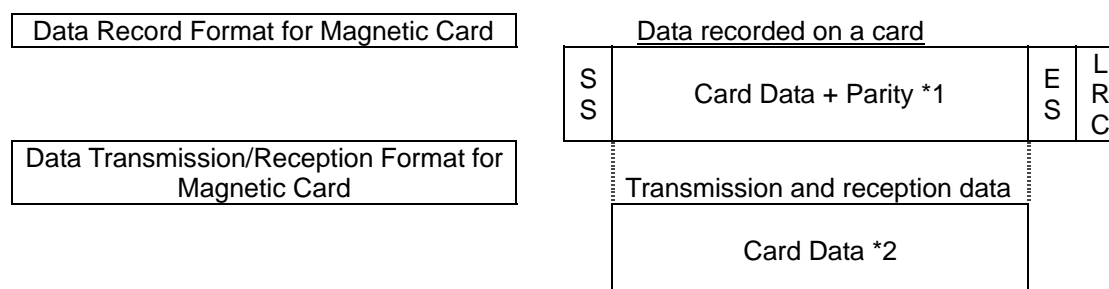 Data Record Format for Magnetic Card
Data recorded on a card
S
S
Card Data + Parity *1
E
S
L
R
C
Data Transmission/Reception Format for
Magnetic Card
Transmission and reception data
Card Data *2